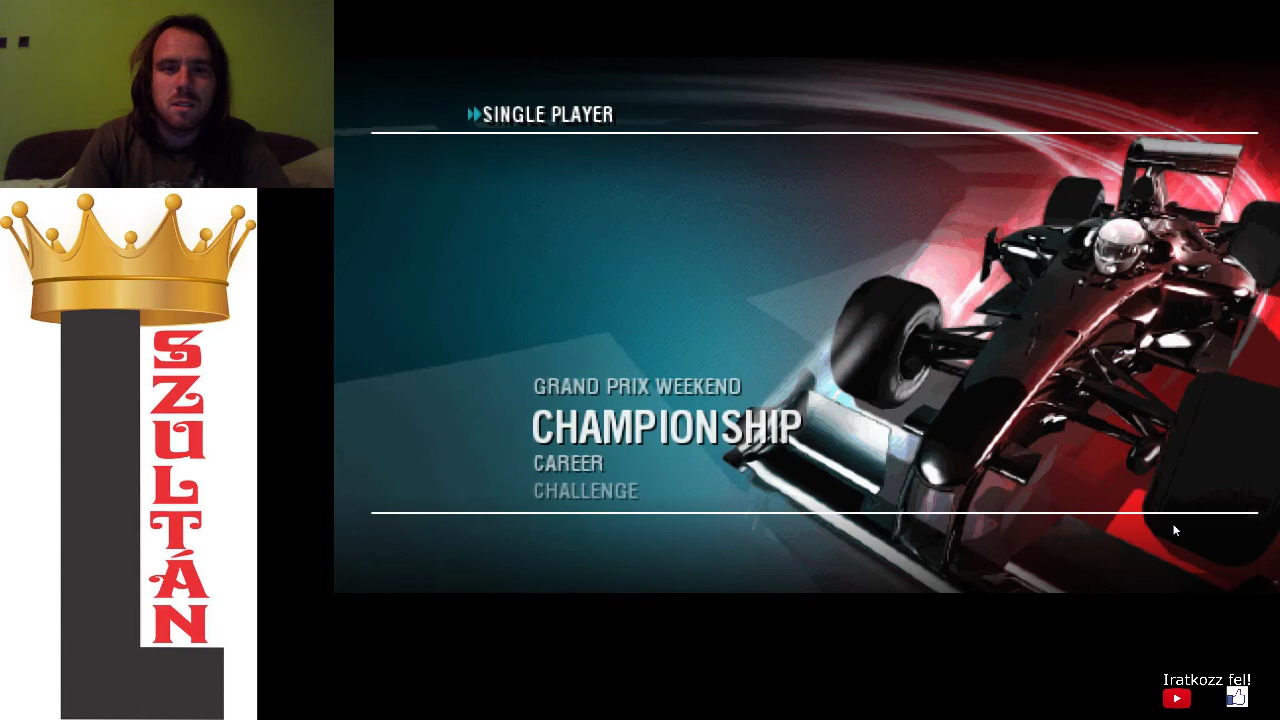 SINGLE PLAYER
GRAND PRIX WEEKEND
CHAMPIONSHIP
CAREER
CHALLENGE
L
SZULTÁN
Iratkozz fel!